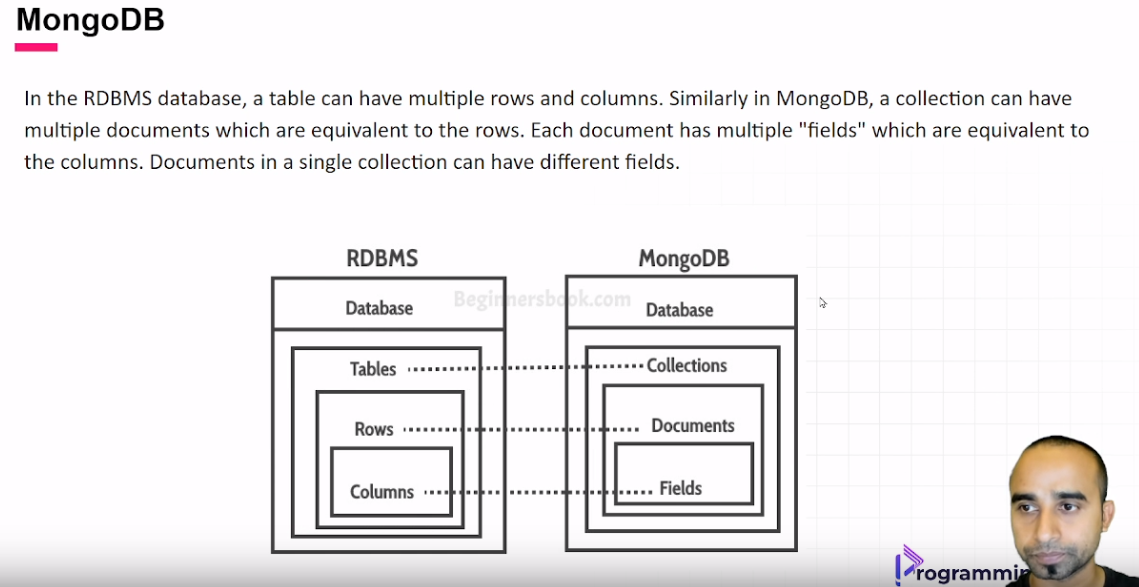 MongoDB
In the RDBMS database, a table can have multiple rows and columns. Similarly in MongoDB, a collection can have
multiple documents which are equivalent to the rows. Each document has multiple "fields" which are equivalent to
the columns. Documents in a single collection can have different fields.
RDBMS
MongoDB
Beginnersbook.com
Database
Database
Tables
Collections
Rows
Documents
Columns
Fields